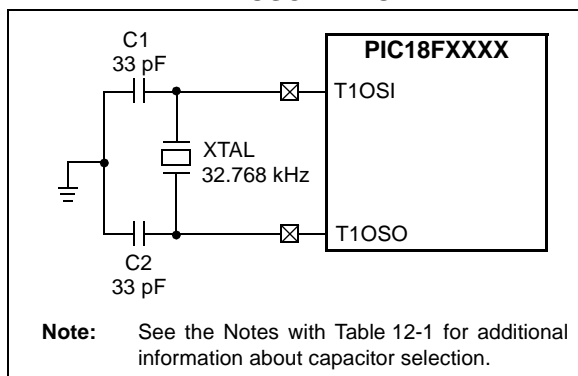 C1
33 pF
PIC18FXXXX
T1OSI
XTAL
32.768 kHz
T1OSO
C2
33 pF
Note: See the Notes with Table 12-1 for additional
information about capacitor selection.